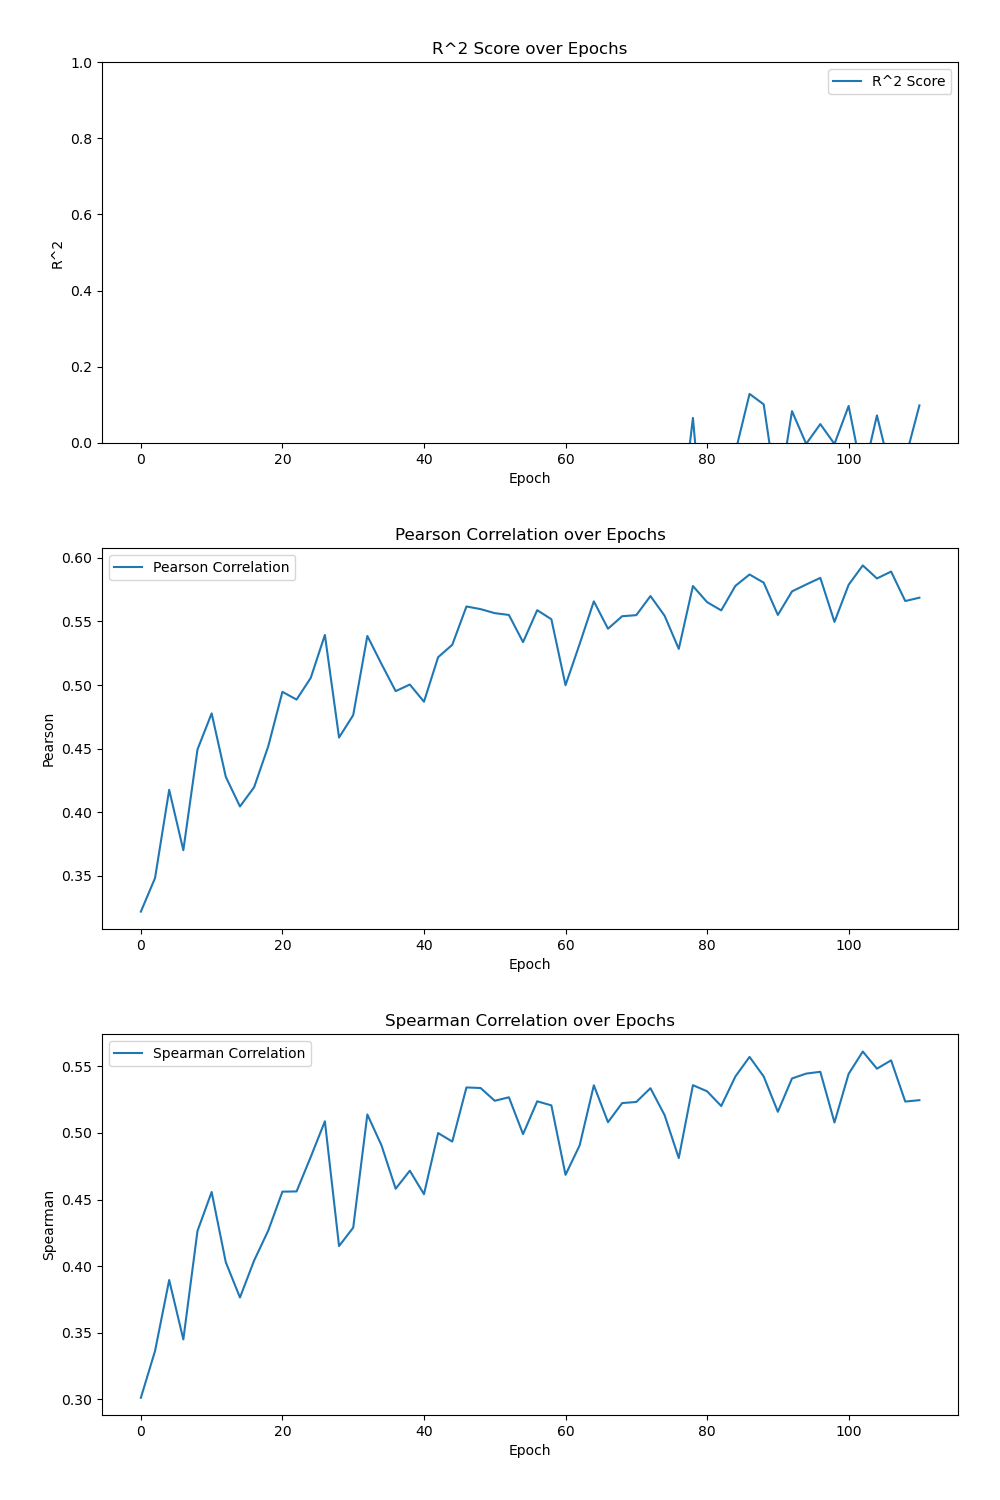 R^2 Score over Epochs
1.0
R^2 Score
0.8
0.6
R^2
0.4
0.2
0.0
0 20 40 60 80 100
Epoch
Pearson Correlation over Epochs
0.60
Pearson Correlation
0.55
0.50
Pearson
0.45
0.40
0.35
0 20 40 60 80 100
Epoch
Spearman Correlation over Epochs
Spearman Correlation
0.55
0.50
0.45
Spearman
0.40
0.35
0.30
0 20 40 60 80 100
Epoch